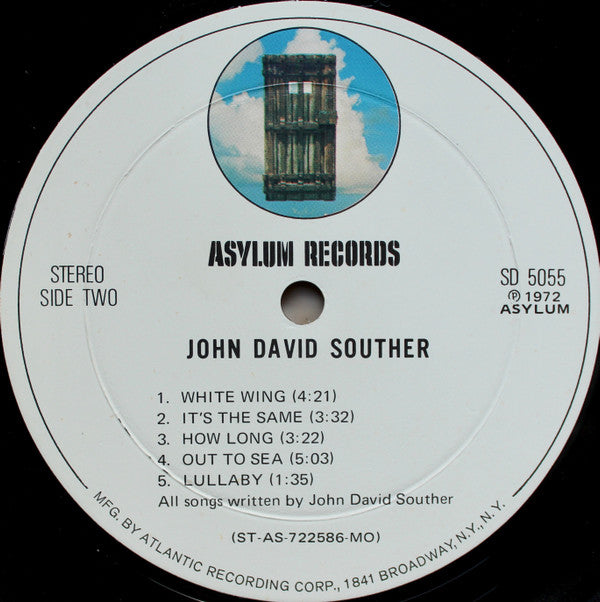 ASYLUM RECORDS
STEREO
SIDE TWO
SD 5055
℗ 1972
ASYLUM
JOHN DAVID SOUTHER
1. WHITE WING (4:21)
2. IT'S THE SAME (3:32)
3. HOW LONG (3:22)
4. OUT TO SEA (5:03)
5. LULLABY (1:35)
All songs written by John David Souther
(ST-AS-722586-MO)
MFG. BY ATLANTIC RECORDING CORP., 1841 BROADWAY, N.Y., N.Y.